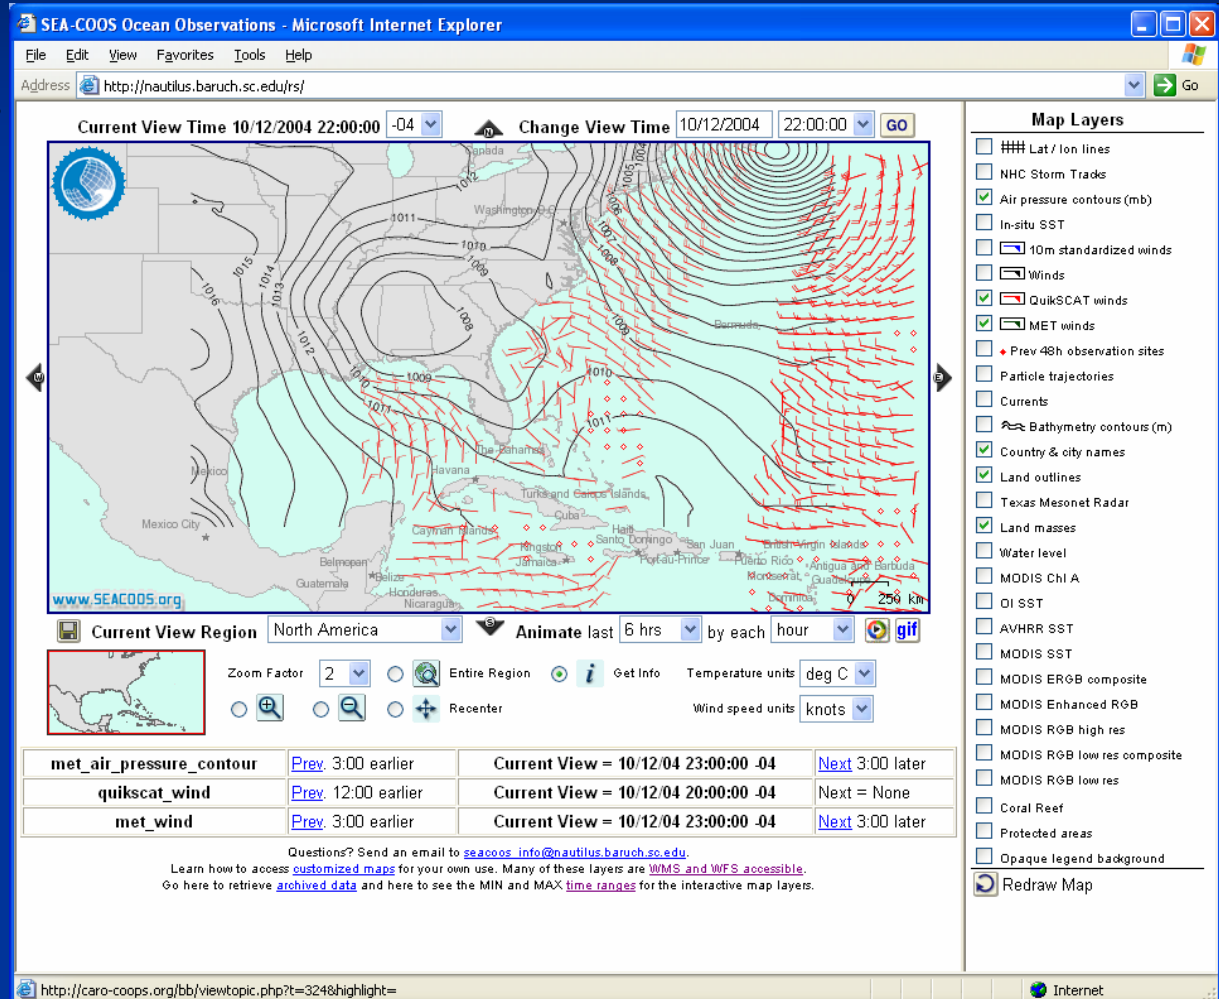 SEA-COOS Ocean Observations - Microsoft Internet Explorer
File Edit View Favorites Tools Help
Address http://nautilus.baruch.sc.edu/rs/ Go
Current View Time 10/12/2004 22:00:00 -04 N Change View Time 10/12/2004 22:00:00 GO
Canada
1012
1005
1004
Washington D.C.
1006
1011
1007
1010
1008
1009
1015
1014
1013
1016
1008
1009
Bermuda
1012
1010
1009
1010
1011
1011
W
E
The Bahamas
Mexico
Havana
Turks and Caicos Islands
Cuba
Mexico City
Cayman Islands
Haiti
Santo Domingo
Kingston
San Juan
British Virgin Islands
Jamaica
Port-au-Prince
Puerto Rico
Antigua and Barbuda
Belmopan
Belize
Montserrat
Guadeloupe
Guatemala
Honduras
Dominica
Nicaragua
www.SEACOOS.org
0 250 km
Current View Region North America S Animate last 6 hrs by each hour gif
Zoom Factor 2 Entire Region i Get Info Temperature units deg C
Recenter Wind speed units knots
met_air_pressure_contour Prev. 3:00 earlier Current View = 10/12/04 23:00:00 -04 Next 3:00 later
quikscat_wind Prev. 12:00 earlier Current View = 10/12/04 20:00:00 -04 Next = None
met_wind Prev. 3:00 earlier Current View = 10/12/04 23:00:00 -04 Next 3:00 later
Questions? Send an email to seacoos_info@nautilus.baruch.sc.edu.
Learn how to access customized maps for your own use. Many of these layers are WMS and WFS accessible.
Go here to retrieve archived data and here to see the MIN and MAX time ranges for the interactive map layers.
Map Layers
Lat / lon lines
NHC Storm Tracks
Air pressure contours (mb)
In-situ SST
10m standardized winds
Winds
QuikSCAT winds
MET winds
Prev 48h observation sites
Particle trajectories
Currents
Bathymetry contours (m)
Country & city names
Land outlines
Texas Mesonet Radar
Land masses
Water level
MODIS Chl A
OI SST
AVHRR SST
MODIS SST
MODIS ERGB composite
MODIS Enhanced RGB
MODIS RGB high res
MODIS RGB low res composite
MODIS RGB low res
Coral Reef
Protected areas
Opaque legend background
Redraw Map
http://caro-coops.org/bb/viewtopic.php?t=324&highlight=
Internet